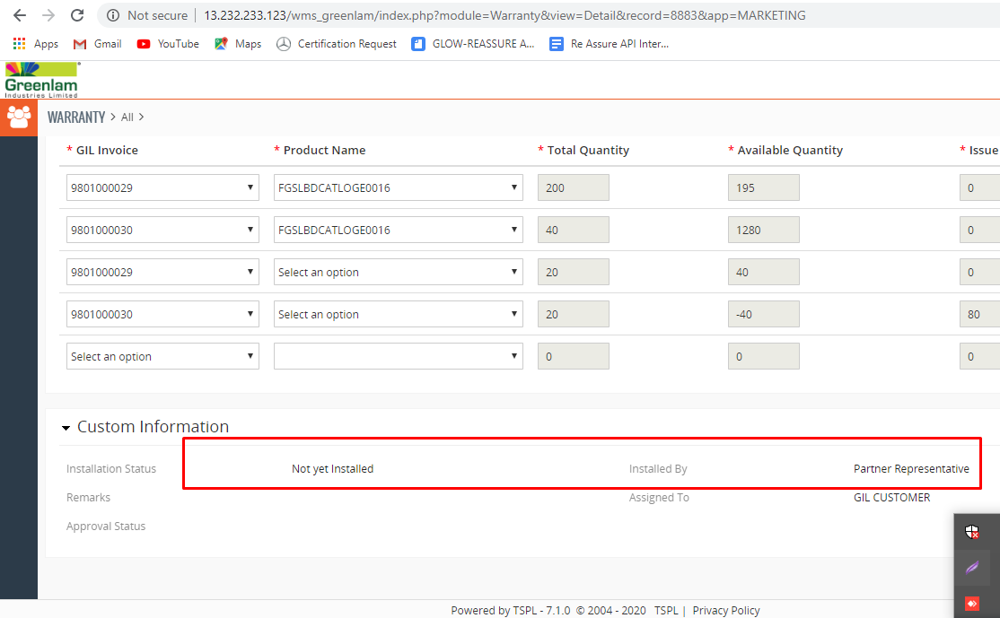 Not secure | 13.232.233.123/wms_greenlam/index.php?module=Warranty&view=Detail&record=8883&app=MARKETING
Apps Gmail YouTube Maps Certification Request GLOW-REASSURE A... Re Assure API Inter...
Greenlam
Industries Limited
WARRANTY > All >
* GIL Invoice * Product Name * Total Quantity * Available Quantity * Issue
9801000029 FGSLBDCATLOGE0016 200 195 0
9801000030 FGSLBDCATLOGE0016 40 1280 0
9801000029 Select an option 20 40 0
9801000030 Select an option 20 -40 80
Select an option 0 0 0
Custom Information
Installation Status Not yet Installed Installed By Partner Representative
Remarks Assigned To GIL CUSTOMER
Approval Status
Powered by TSPL - 7.1.0 © 2004 - 2020 TSPL | Privacy Policy